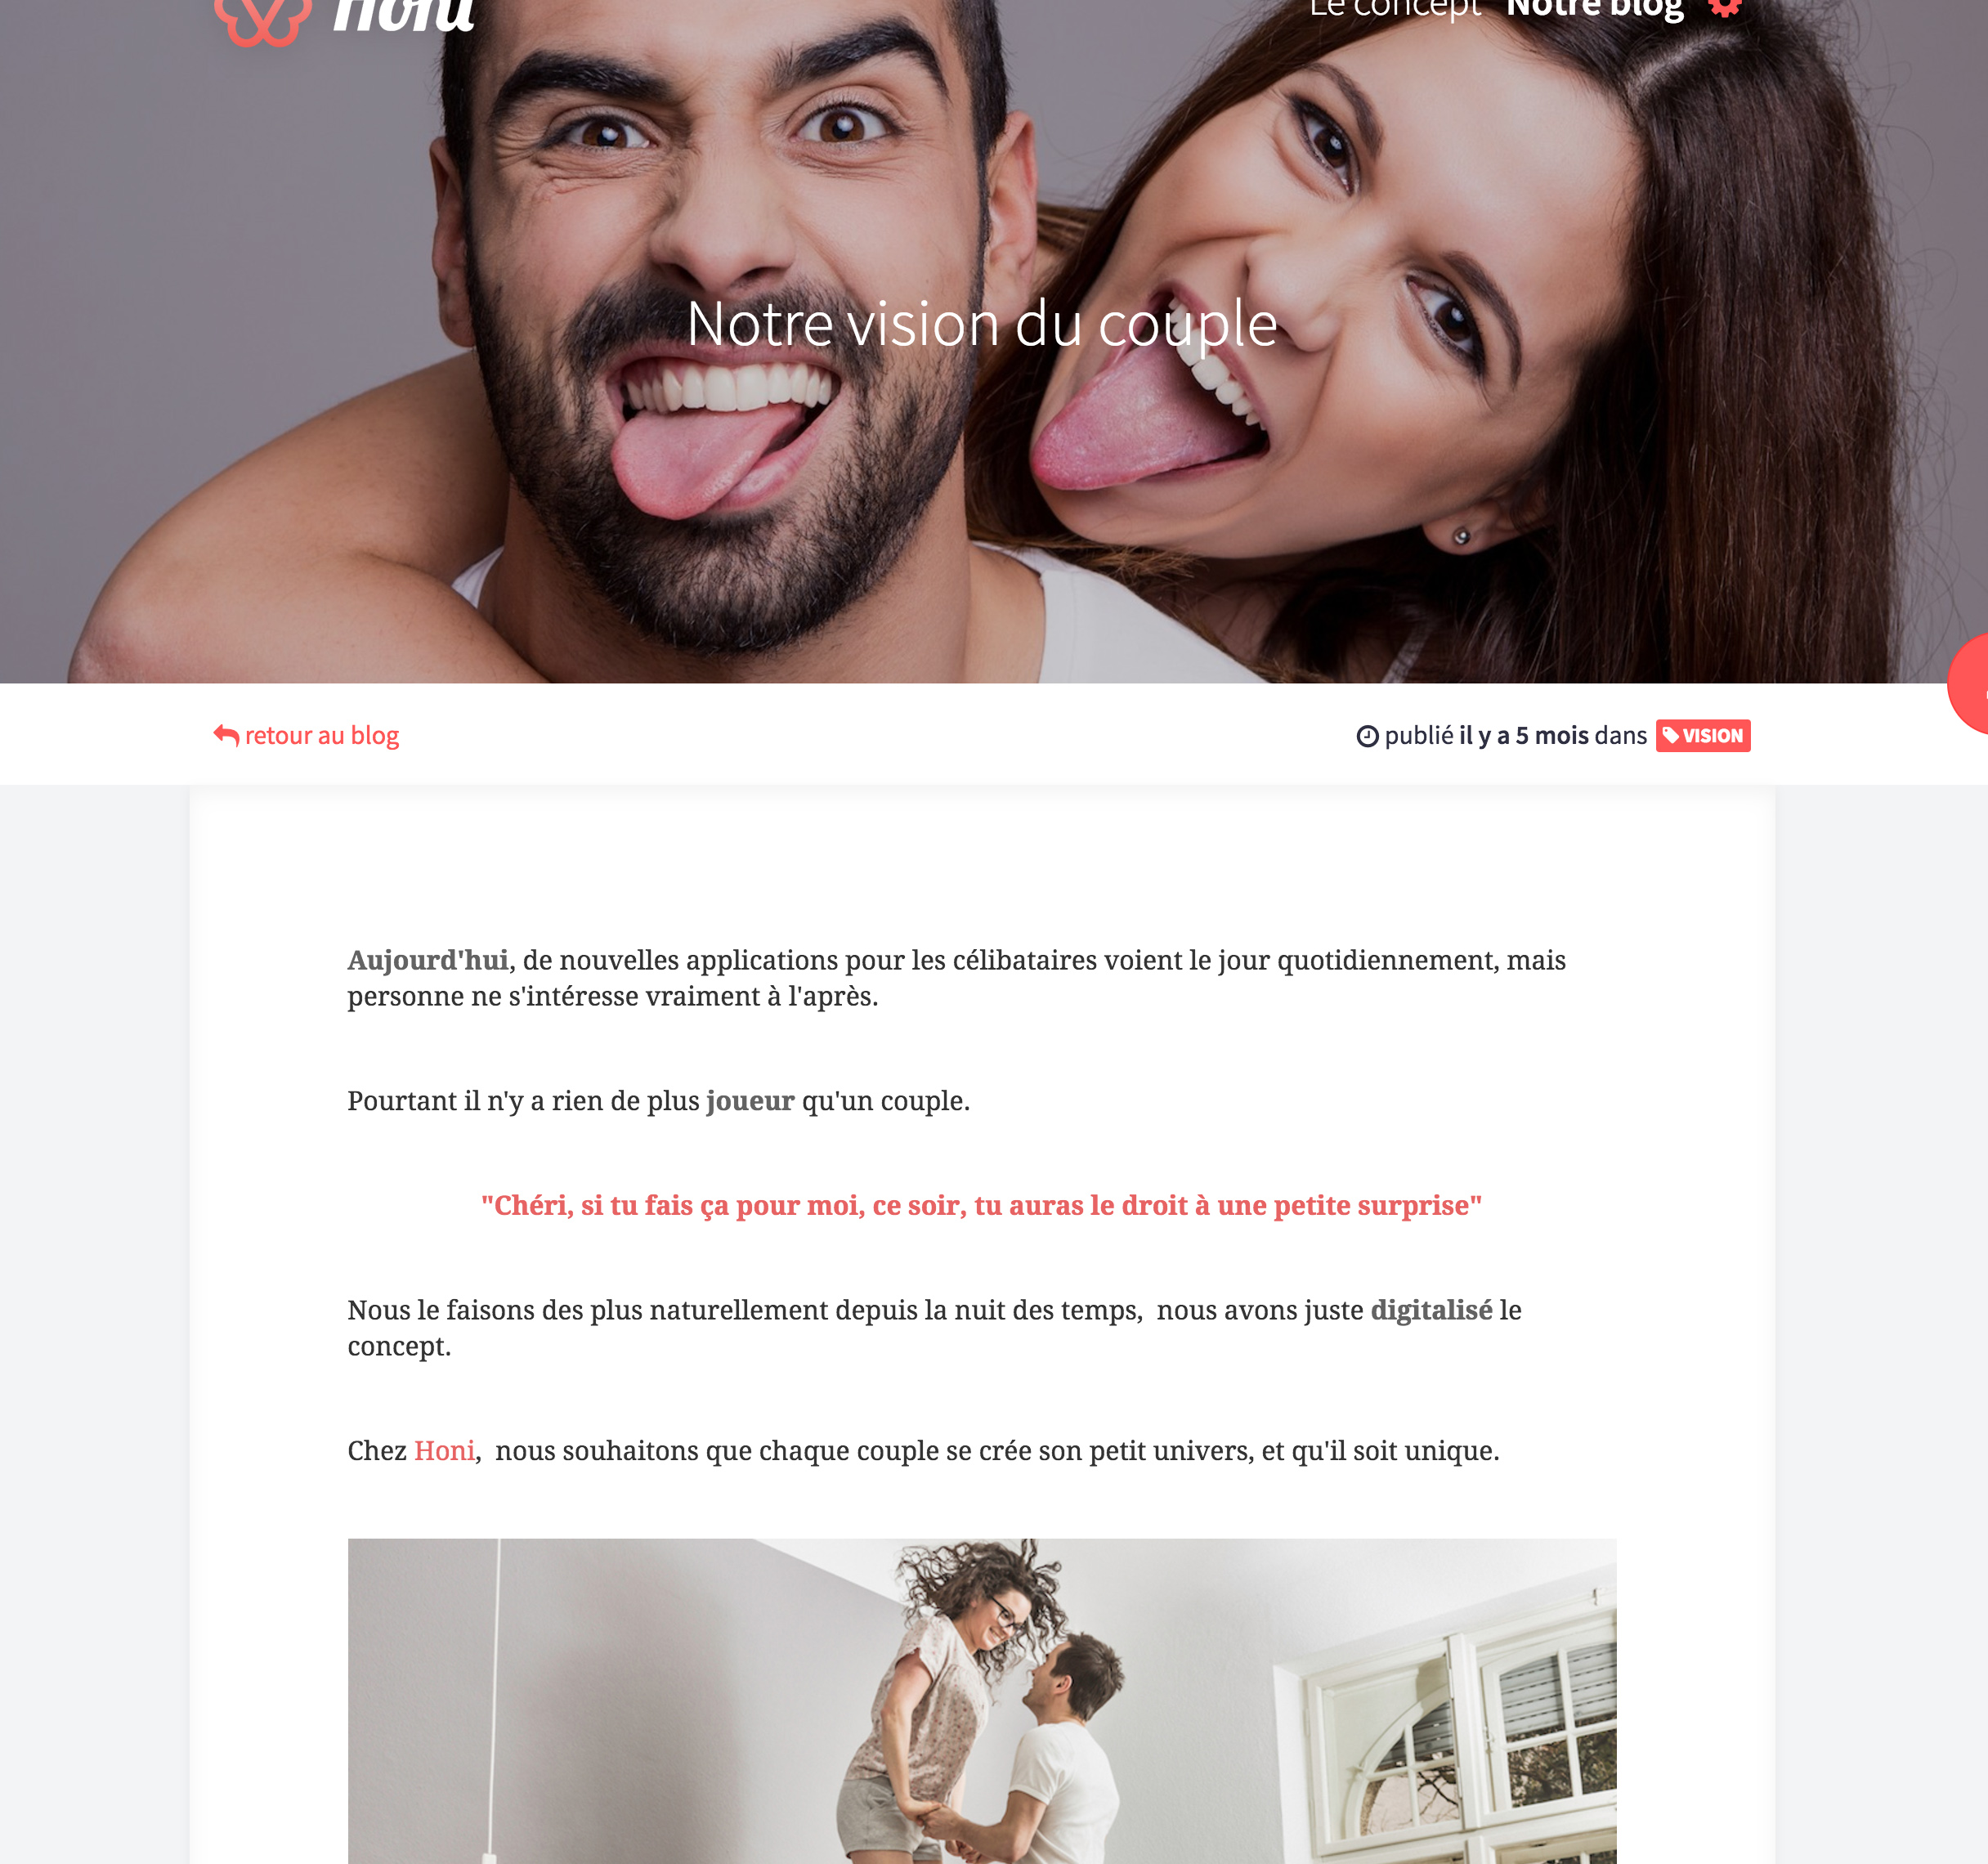 Honi
Le concept Notre blog
Notre vision du couple
retour au blog
publié il y a 5 mois dans VISION
Aujourd'hui, de nouvelles applications pour les célibataires voient le jour quotidiennement, mais
personne ne s'intéresse vraiment à l'après.
Pourtant il n'y a rien de plus joueur qu'un couple.
"Chéri, si tu fais ça pour moi, ce soir, tu auras le droit à une petite surprise"
Nous le faisons des plus naturellement depuis la nuit des temps,  nous avons juste digitalisé le
concept.
Chez Honi,  nous souhaitons que chaque couple se crée son petit univers, et qu'il soit unique.